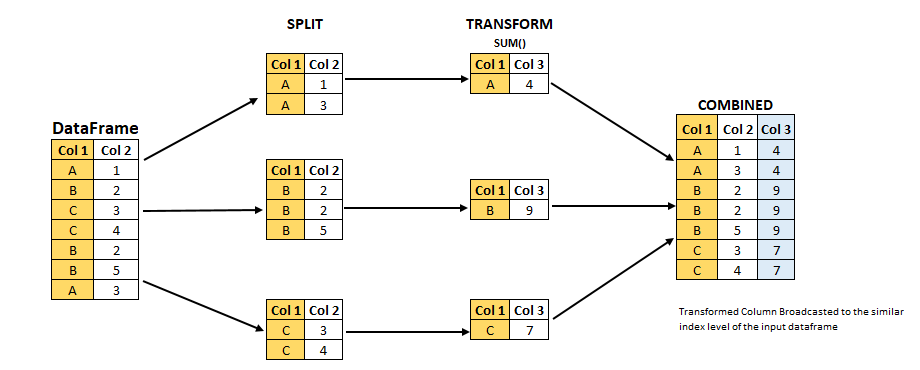 SPLIT
TRANSFORM
SUM()
Col 1 Col 2
A 1
A 3
Col 1 Col 3
A 4
DataFrame
Col 1 Col 2
A 1
B 2
C 3
C 4
B 2
B 5
A 3
Col 1 Col 2
B 2
B 2
B 5
Col 1 Col 3
B 9
Col 1 Col 2
C 3
C 4
Col 1 Col 3
C 7
COMBINED
Col 1 Col 2 Col 3
A 1 4
A 3 4
B 2 9
B 2 9
B 5 9
C 3 7
C 4 7
Transformed Column Broadcasted to the similar
index level of the input dataframe